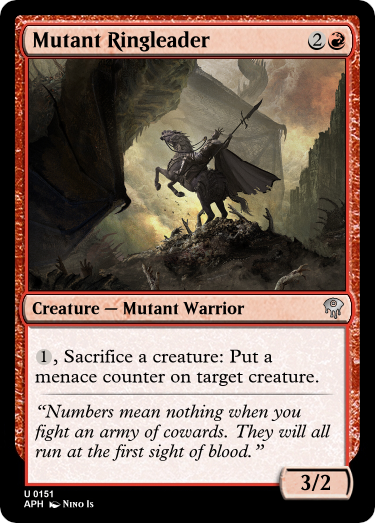 Mutant Ringleader 2
Creature — Mutant Warrior
1, Sacrifice a creature: Put a
menace counter on target creature.
“Numbers mean nothing when you
fight an army of cowards. They will all
run at the first sight of blood.”
3/2
U 0151
APH Nino Is